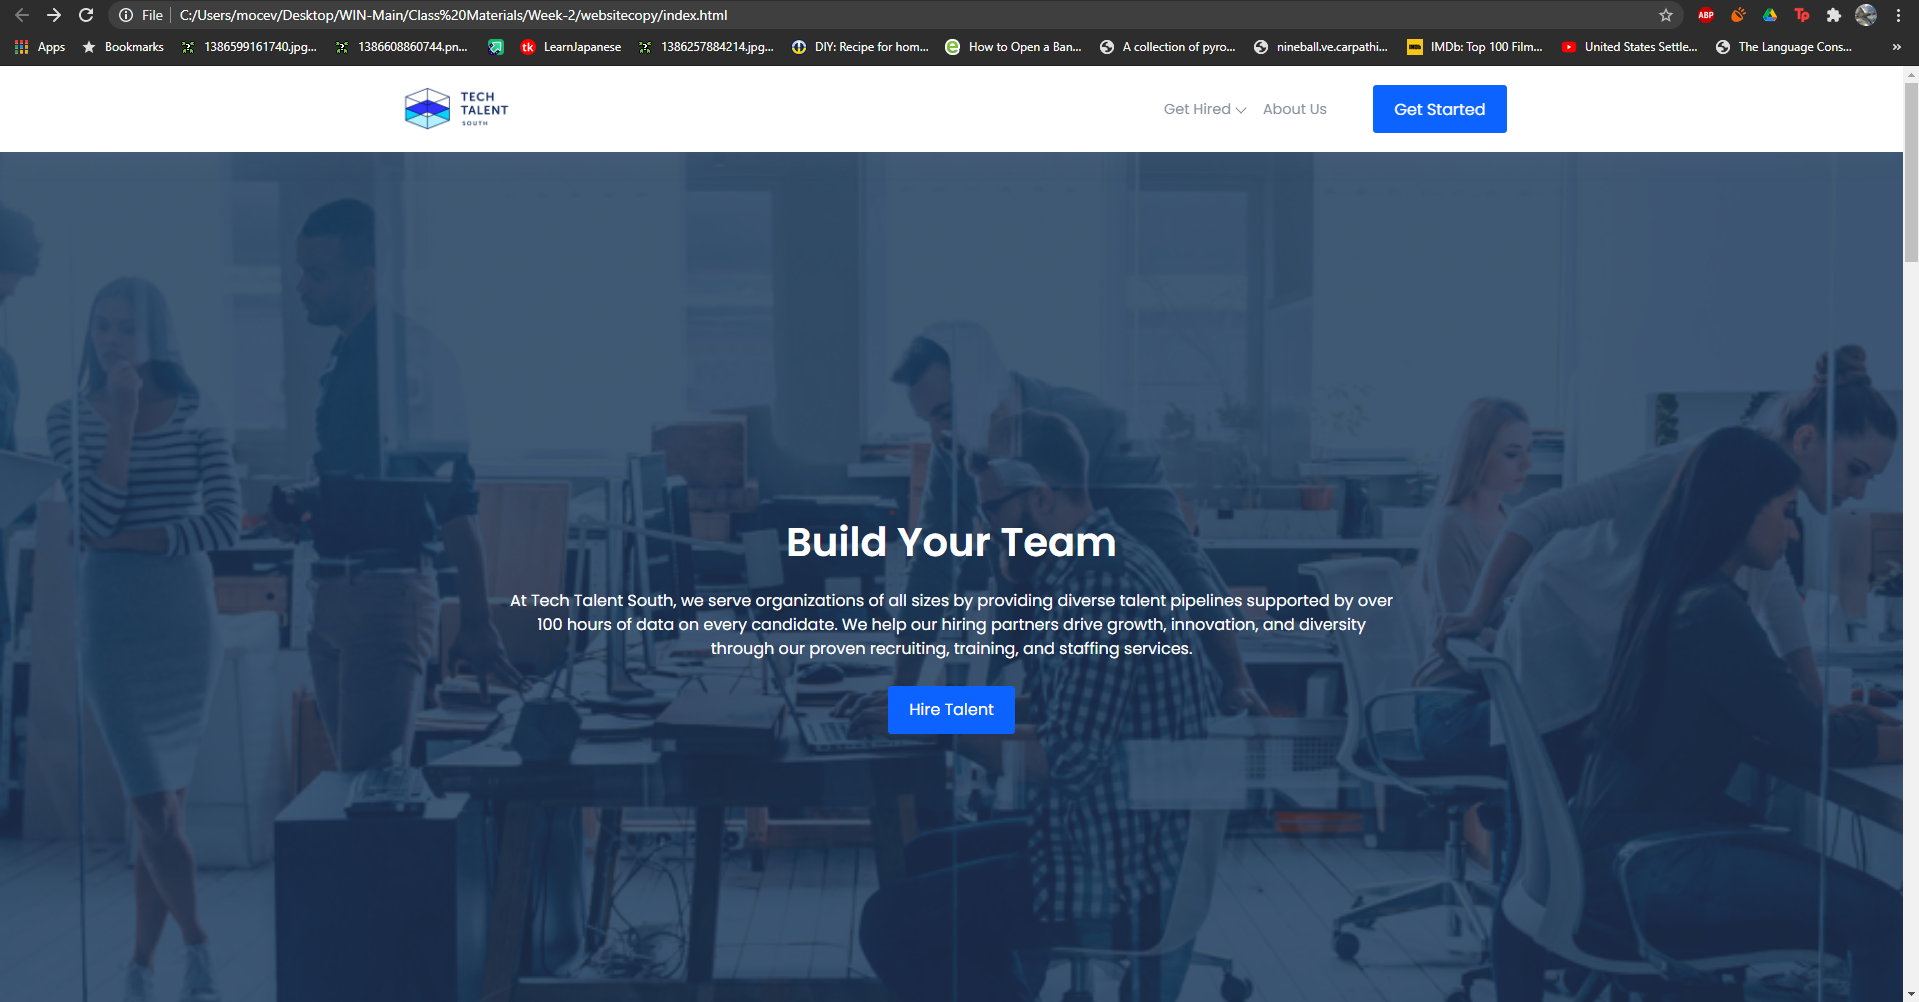 File
C:/Users/mocev/Desktop/WIN-Main/Class%20Materials/Week-2/websitecopy/index.html
ABP
Tp
Apps
Bookmarks
1386599161740.jpg...
1386608860744.pn...
tk
LearnJapanese
1386257884214.jpg...
DIY: Recipe for hom...
How to Open a Ban...
A collection of pyro...
nineball.ve.carpathi...
IMDb
IMDb: Top 100 Film...
United States Settle...
The Language Cons...
»
TECH
TALENT
SOUTH
Get Hired
About Us
Get Started
Build Your Team
At Tech Talent South, we serve organizations of all sizes by providing diverse talent pipelines supported by over
100 hours of data on every candidate. We help our hiring partners drive growth, innovation, and diversity
through our proven recruiting, training, and staffing services.
Hire Talent